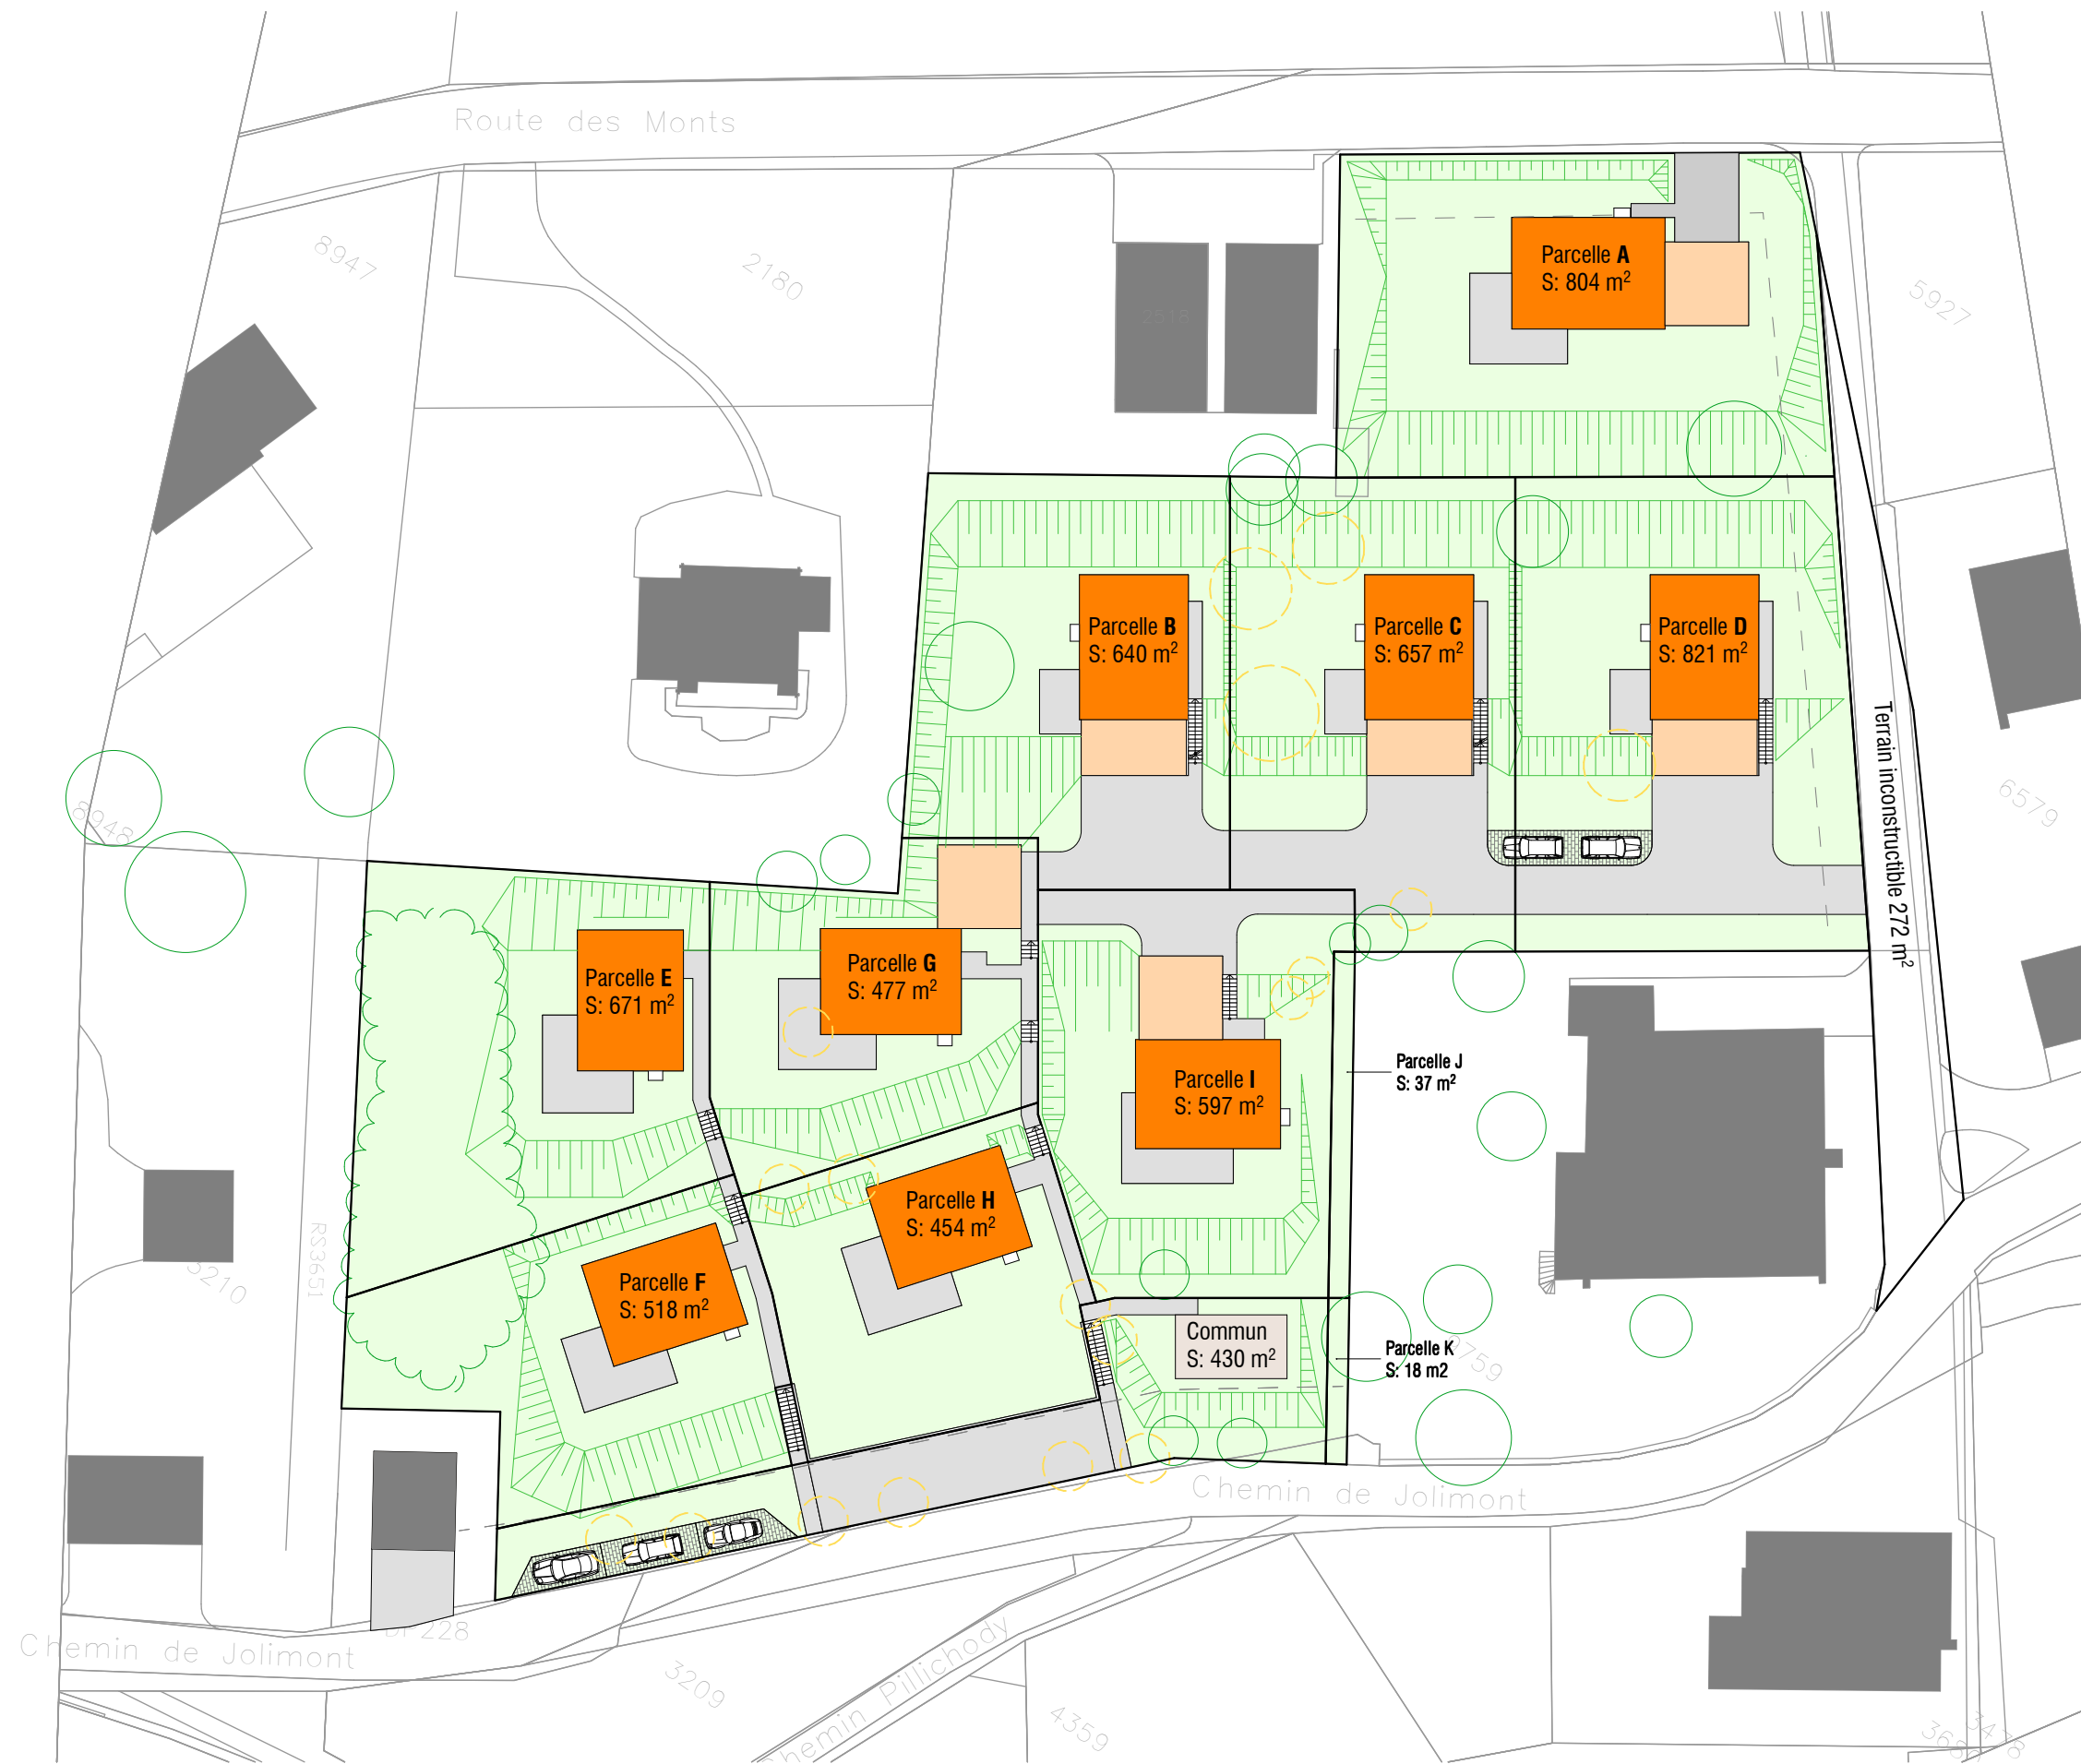 Route des Monts
8947
2180
2518
Parcelle A
S: 804 m²
5927
Parcelle B
S: 640 m²
Parcelle C
S: 657 m²
Parcelle D
S: 821 m²
Terrain inconstructible 272 m²
6579
8948
Parcelle E
S: 671 m²
Parcelle G
S: 477 m²
Parcelle I
S: 597 m²
Parcelle J
S: 37 m²
Parcelle H
S: 454 m²
Parcelle F
S: 518 m²
RS3651
Commun
S: 430 m²
Parcelle K
S: 18 m2
Chemin de Jolimont
Chemin de Jolimont
228
3209
Chemin Pillichody
4359